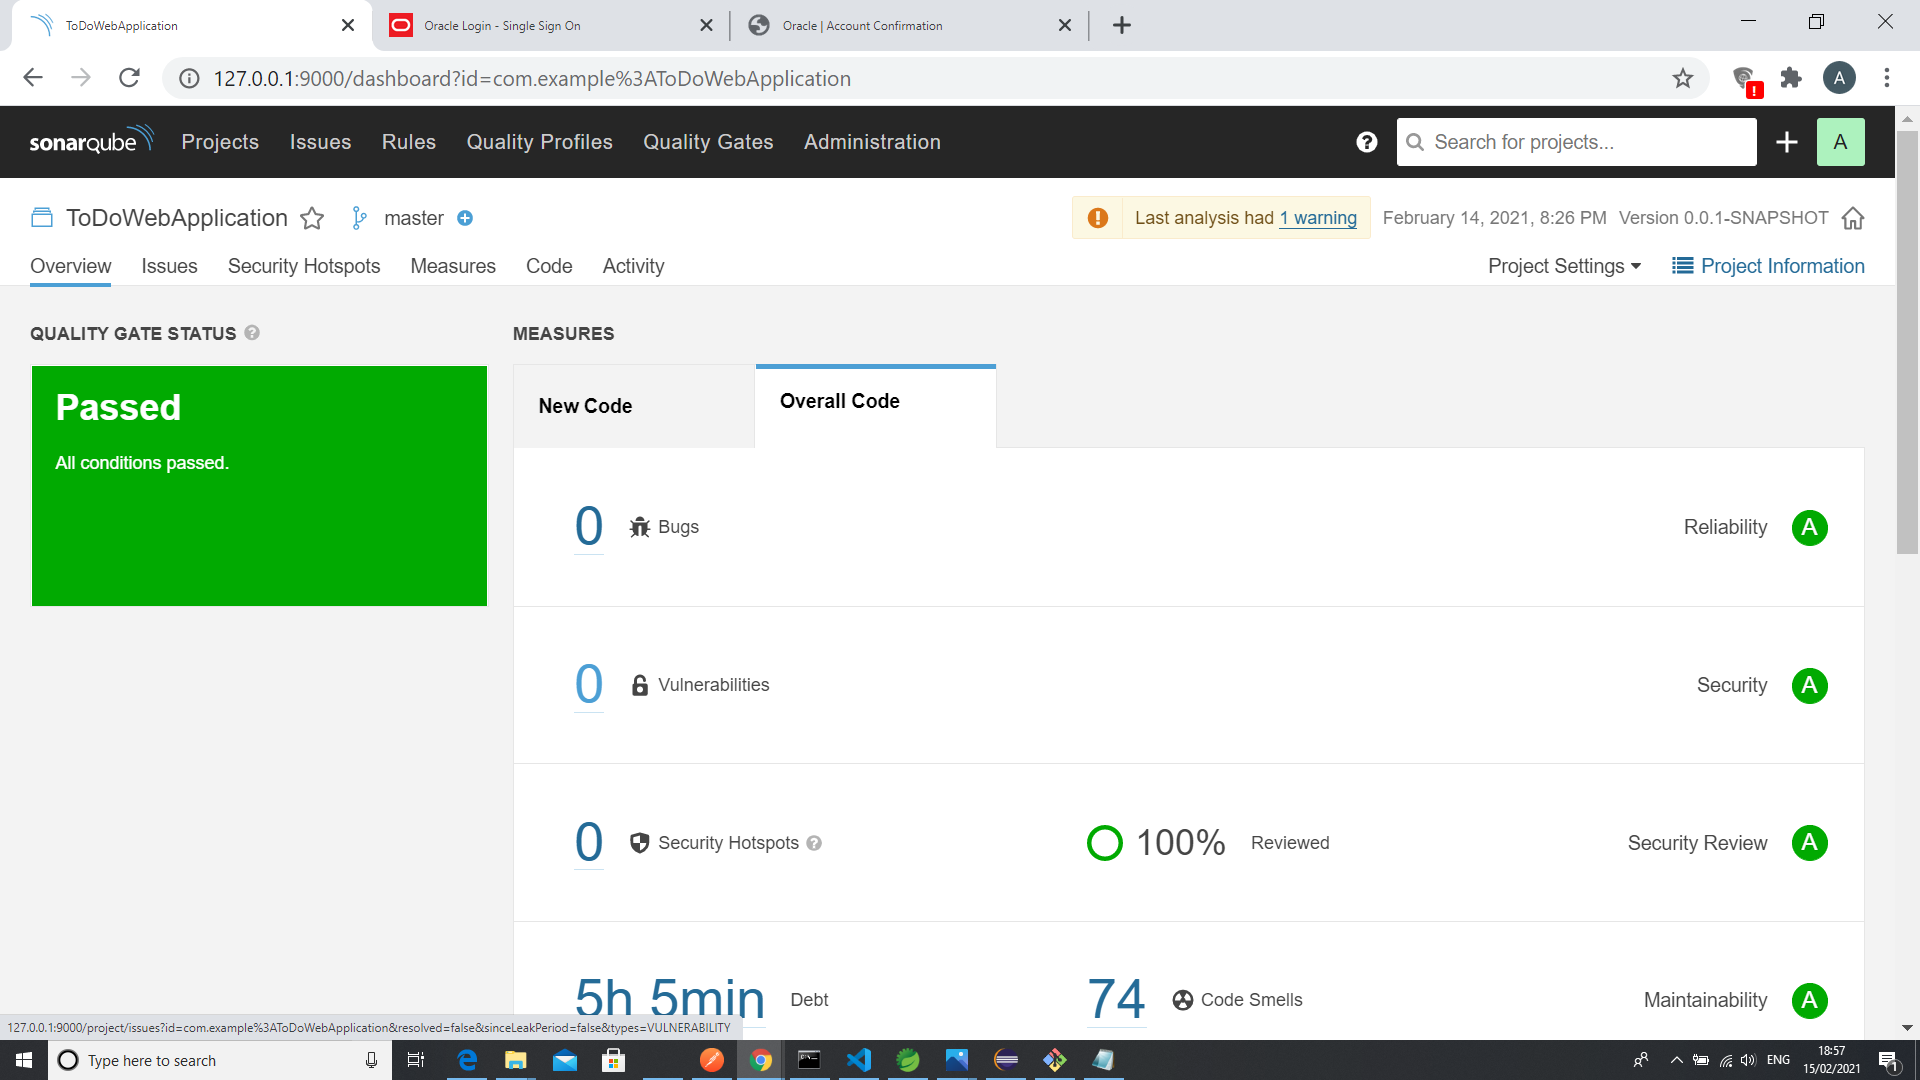 ToDoWebApplication
Oracle Login - Single Sign On
Oracle | Account Confirmation
127.0.0.1:9000/dashboard?id=com.example%3AToDoWebApplication
A
sonarqube
Projects
Issues
Rules
Quality Profiles
Quality Gates
Administration
Search for projects...
A
ToDoWebApplication
master
Last analysis had 1 warning
February 14, 2021, 8:26 PM
Version 0.0.1-SNAPSHOT
Overview
Issues
Security Hotspots
Measures
Code
Activity
Project Settings
Project Information
QUALITY GATE STATUS
MEASURES
Passed
All conditions passed.
New Code
Overall Code
0 Bugs
Reliability A
0 Vulnerabilities
Security A
0 Security Hotspots
100% Reviewed
Security Review A
5h 5min Debt
74 Code Smells
Maintainability A
127.0.0.1:9000/project/issues?id=com.example%3AToDoWebApplication&resolved=false&sinceLeakPeriod=false&types=VULNERABILITY
Type here to search
ENG
18:57
15/02/2021
1